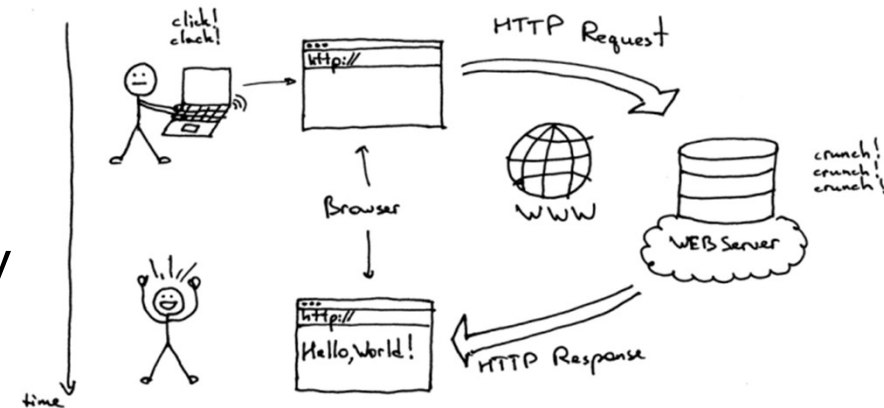 click!
clack!
http://
HTTP Request
crunch!
crunch!
crunch!
WWW
Browser
WEB Server
y
http://
Hello, World!
HTTP Response
time